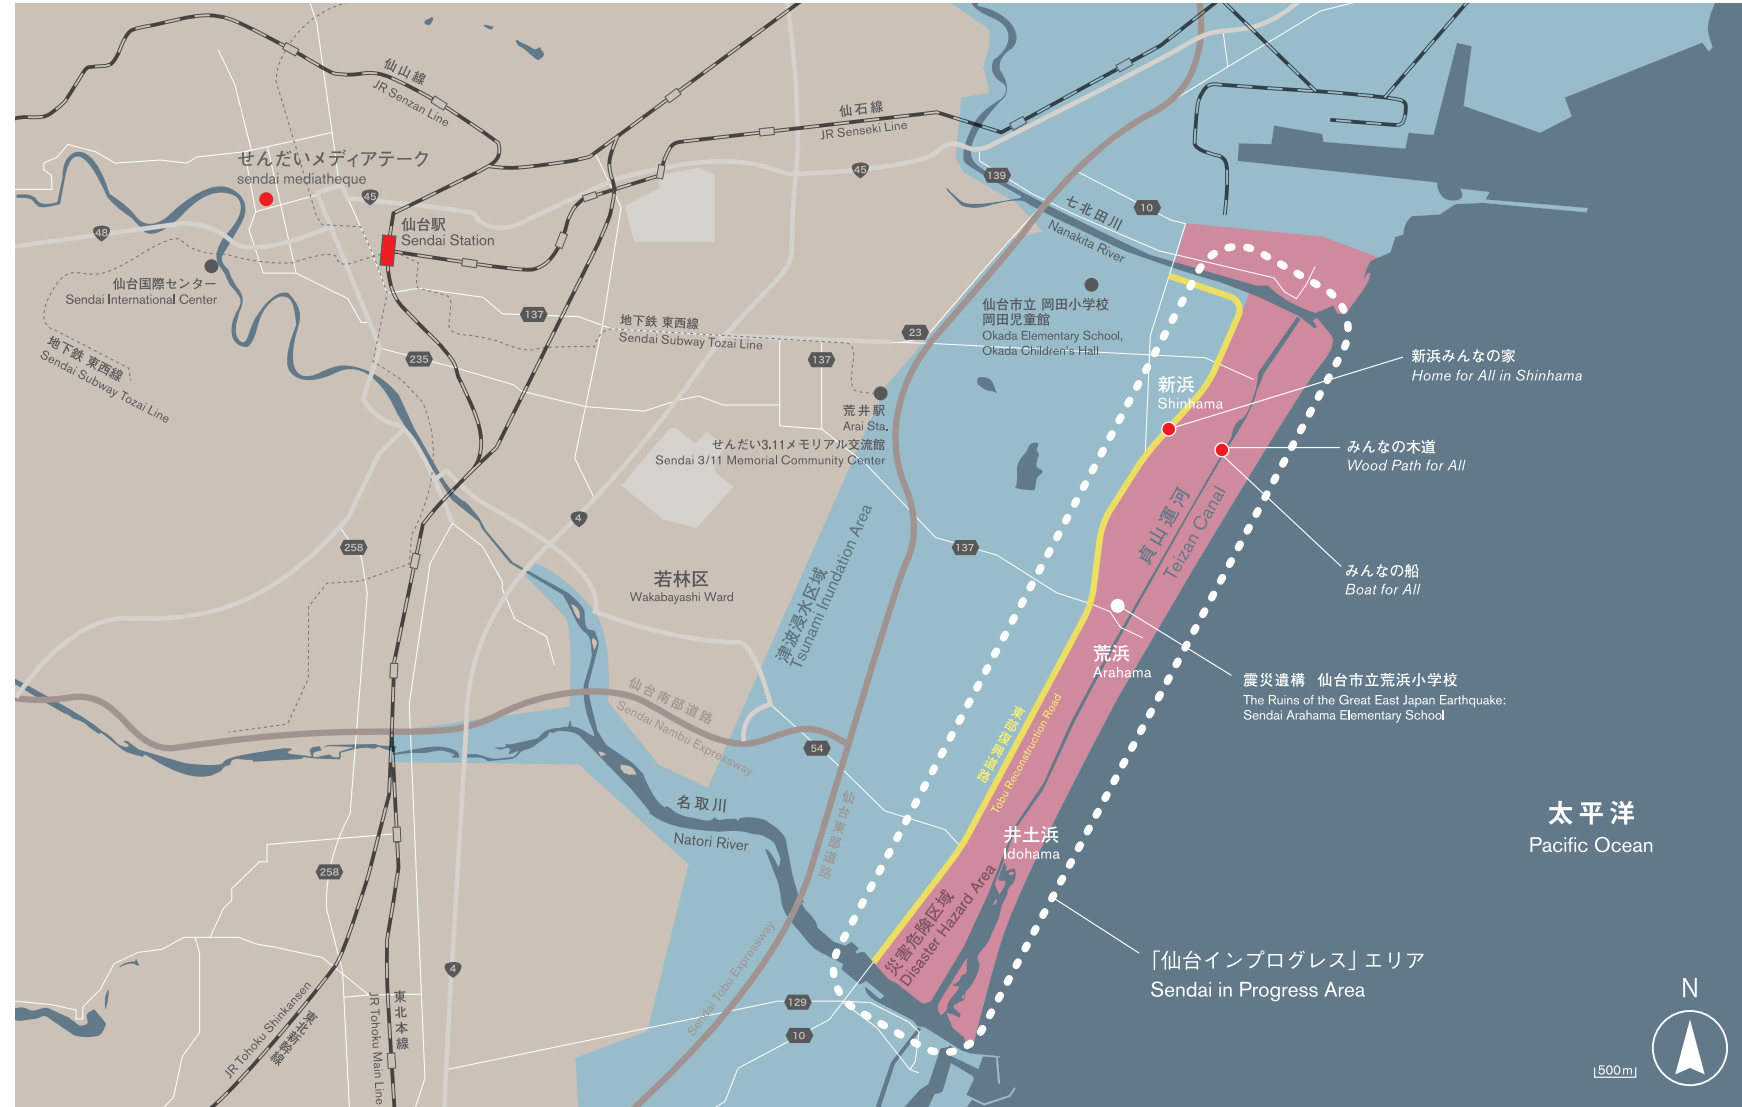 仙山線
JR Senzan Line
仙石線
JR Senseki Line
せんだいメディアテーク
sendai mediatheque
45
45
139
10
48
仙台駅
Sendai Station
七北田川
Nanakita River
仙台国際センター
Sendai International Center
仙台市立 岡田小学校
岡田児童館
Okada Elementary School,
Okada Children's Hall
137
地下鉄 東西線
Sendai Subway Tozai Line
23
地下鉄 東西線
Sendai Subway Tozai Line
235
137
新浜みんなの家
Home for All in Shinhama
新浜
Shinhama
荒井駅
Arai Sta.
せんだい3.11メモリアル交流館
Sendai 3/11 Memorial Community Center
みんなの木道
Wood Path for All
4
258
137
貞山運河
Teizan Canal
みんなの船
Boat for All
若林区
Wakabayashi Ward
津波浸水区域
Tsunami Inundation Area
荒浜
Arahama
震災遺構 仙台市立荒浜小学校
The Ruins of the Great East Japan Earthquake:
Sendai Arahama Elementary School
仙台南部道路
Sendai Nambu Expressway
54
東部復興道路
Tobu Reconstruction Road
名取川
Natori River
仙台東部道路
Sendai Tobu Expressway
井土浜
Idohama
太平洋
Pacific Ocean
258
災害危険区域
Disaster Hazard Area
4
「仙台インプログレス」エリア
Sendai in Progress Area
129
10
JR Tohoku Shinkansen
東北新幹線
東北本線
JR Tohoku Main Line
N
500m